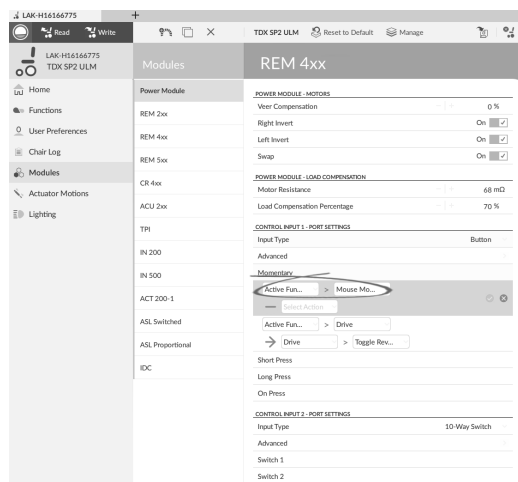 LAK-H16166775
+
Read
Write
TDX SP2 ULM
Reset to Default
Manage
LAK-H16166775
TDX SP2 ULM
Home
Functions
User Preferences
Chair Log
Modules
Actuator Motions
Lighting
Modules
Power Module
REM 2xx
REM 4xx
REM 5xx
CR 4xx
ACU 2xx
TPI
IN 200
IN 500
ACT 200-1
ASL Switched
ASL Proportional
IDC
REM 4xx
POWER MODULE - MOTORS
Veer Compensation 0 %
Right Invert On
Left Invert On
Swap On
POWER MODULE - LOAD COMPENSATION
Motor Resistance 68 mΩ
Load Compensation Percentage 70 %
CONTROL INPUT 1 - PORT SETTINGS
Input Type Button
Advanced
Momentary
Active Fun... > Mouse Mo...
Select Action
Active Fun... > Drive
Drive > Toggle Rev...
Short Press
Long Press
On Press
CONTROL INPUT 2 - PORT SETTINGS
Input Type 10-Way Switch
Advanced
Switch 1
Switch 2